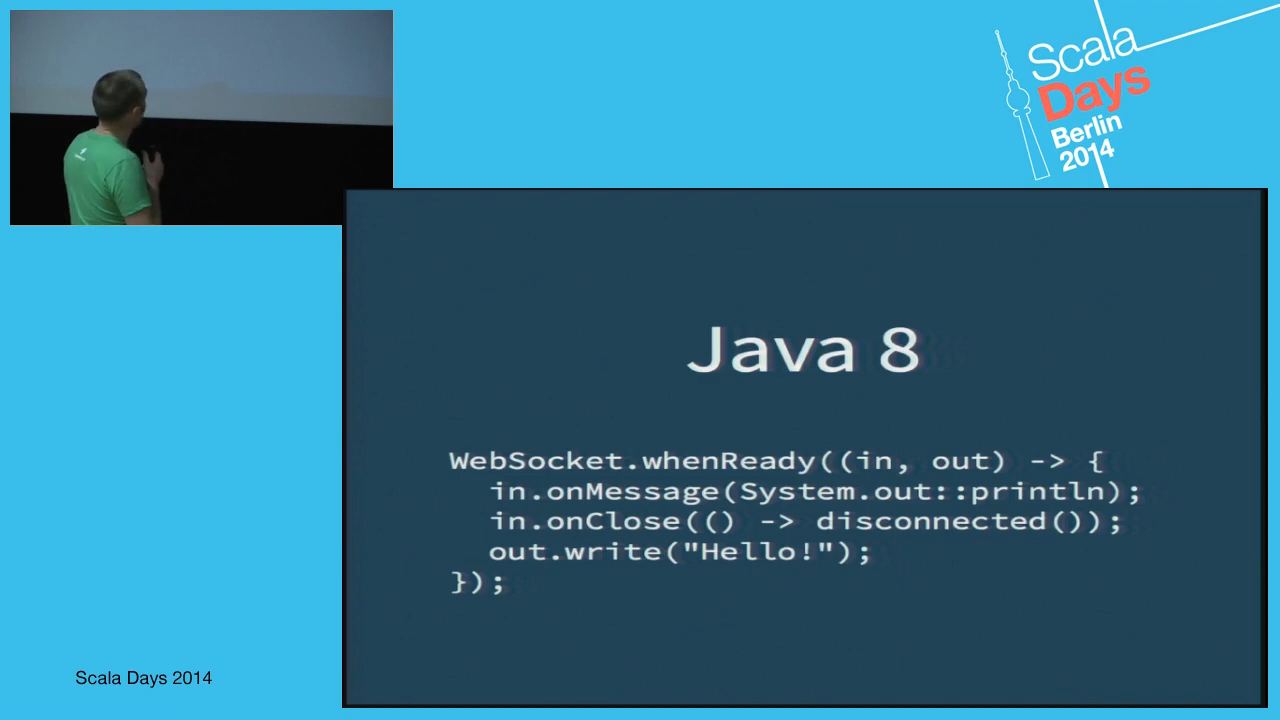 Scala
Days
Berlin
2014
Java 8
WebSocket.whenReady((in, out) -> {
  in.onMessage(System.out::println);
  in.onClose(() -> disconnected());
  out.write("Hello!");
});
Scala Days 2014